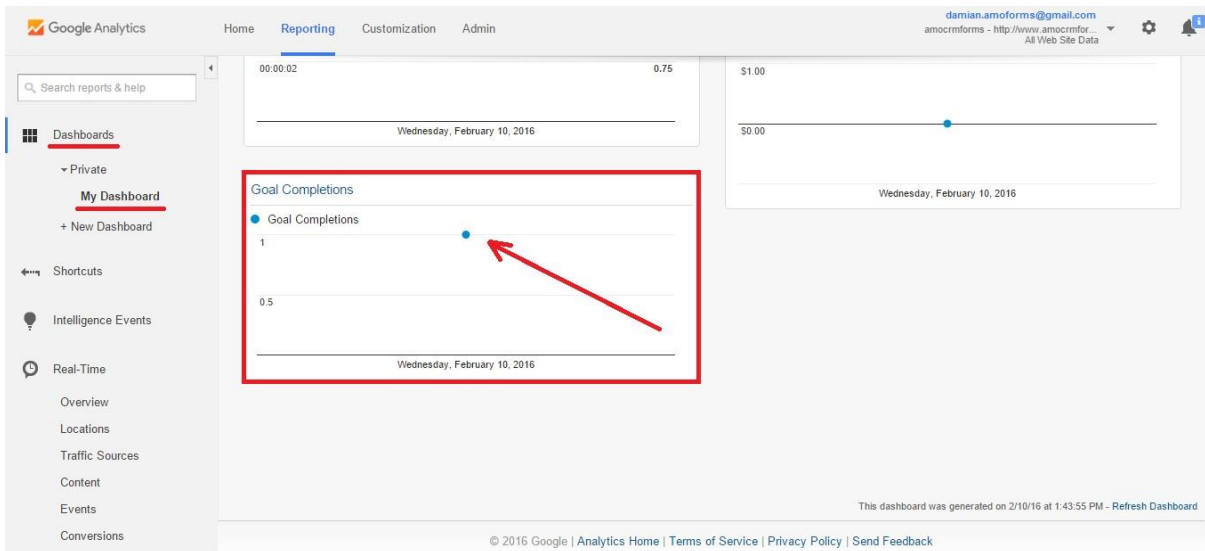 Google Analytics
Home Reporting Customization Admin
damian.amoforms@gmail.com
amocrmforms - http://www.amocrmfor...
All Web Site Data
1
Search reports & help
Dashboards
Private
My Dashboard
+ New Dashboard
Shortcuts
Intelligence Events
Real-Time
Overview
Locations
Traffic Sources
Content
Events
Conversions
00:00:02 0.75
Wednesday, February 10, 2016
$1.00
$0.00
Wednesday, February 10, 2016
Goal Completions
Goal Completions
1
0.5
Wednesday, February 10, 2016
This dashboard was generated on 2/10/16 at 1:43:55 PM - Refresh Dashboard
© 2016 Google | Analytics Home | Terms of Service | Privacy Policy | Send Feedback